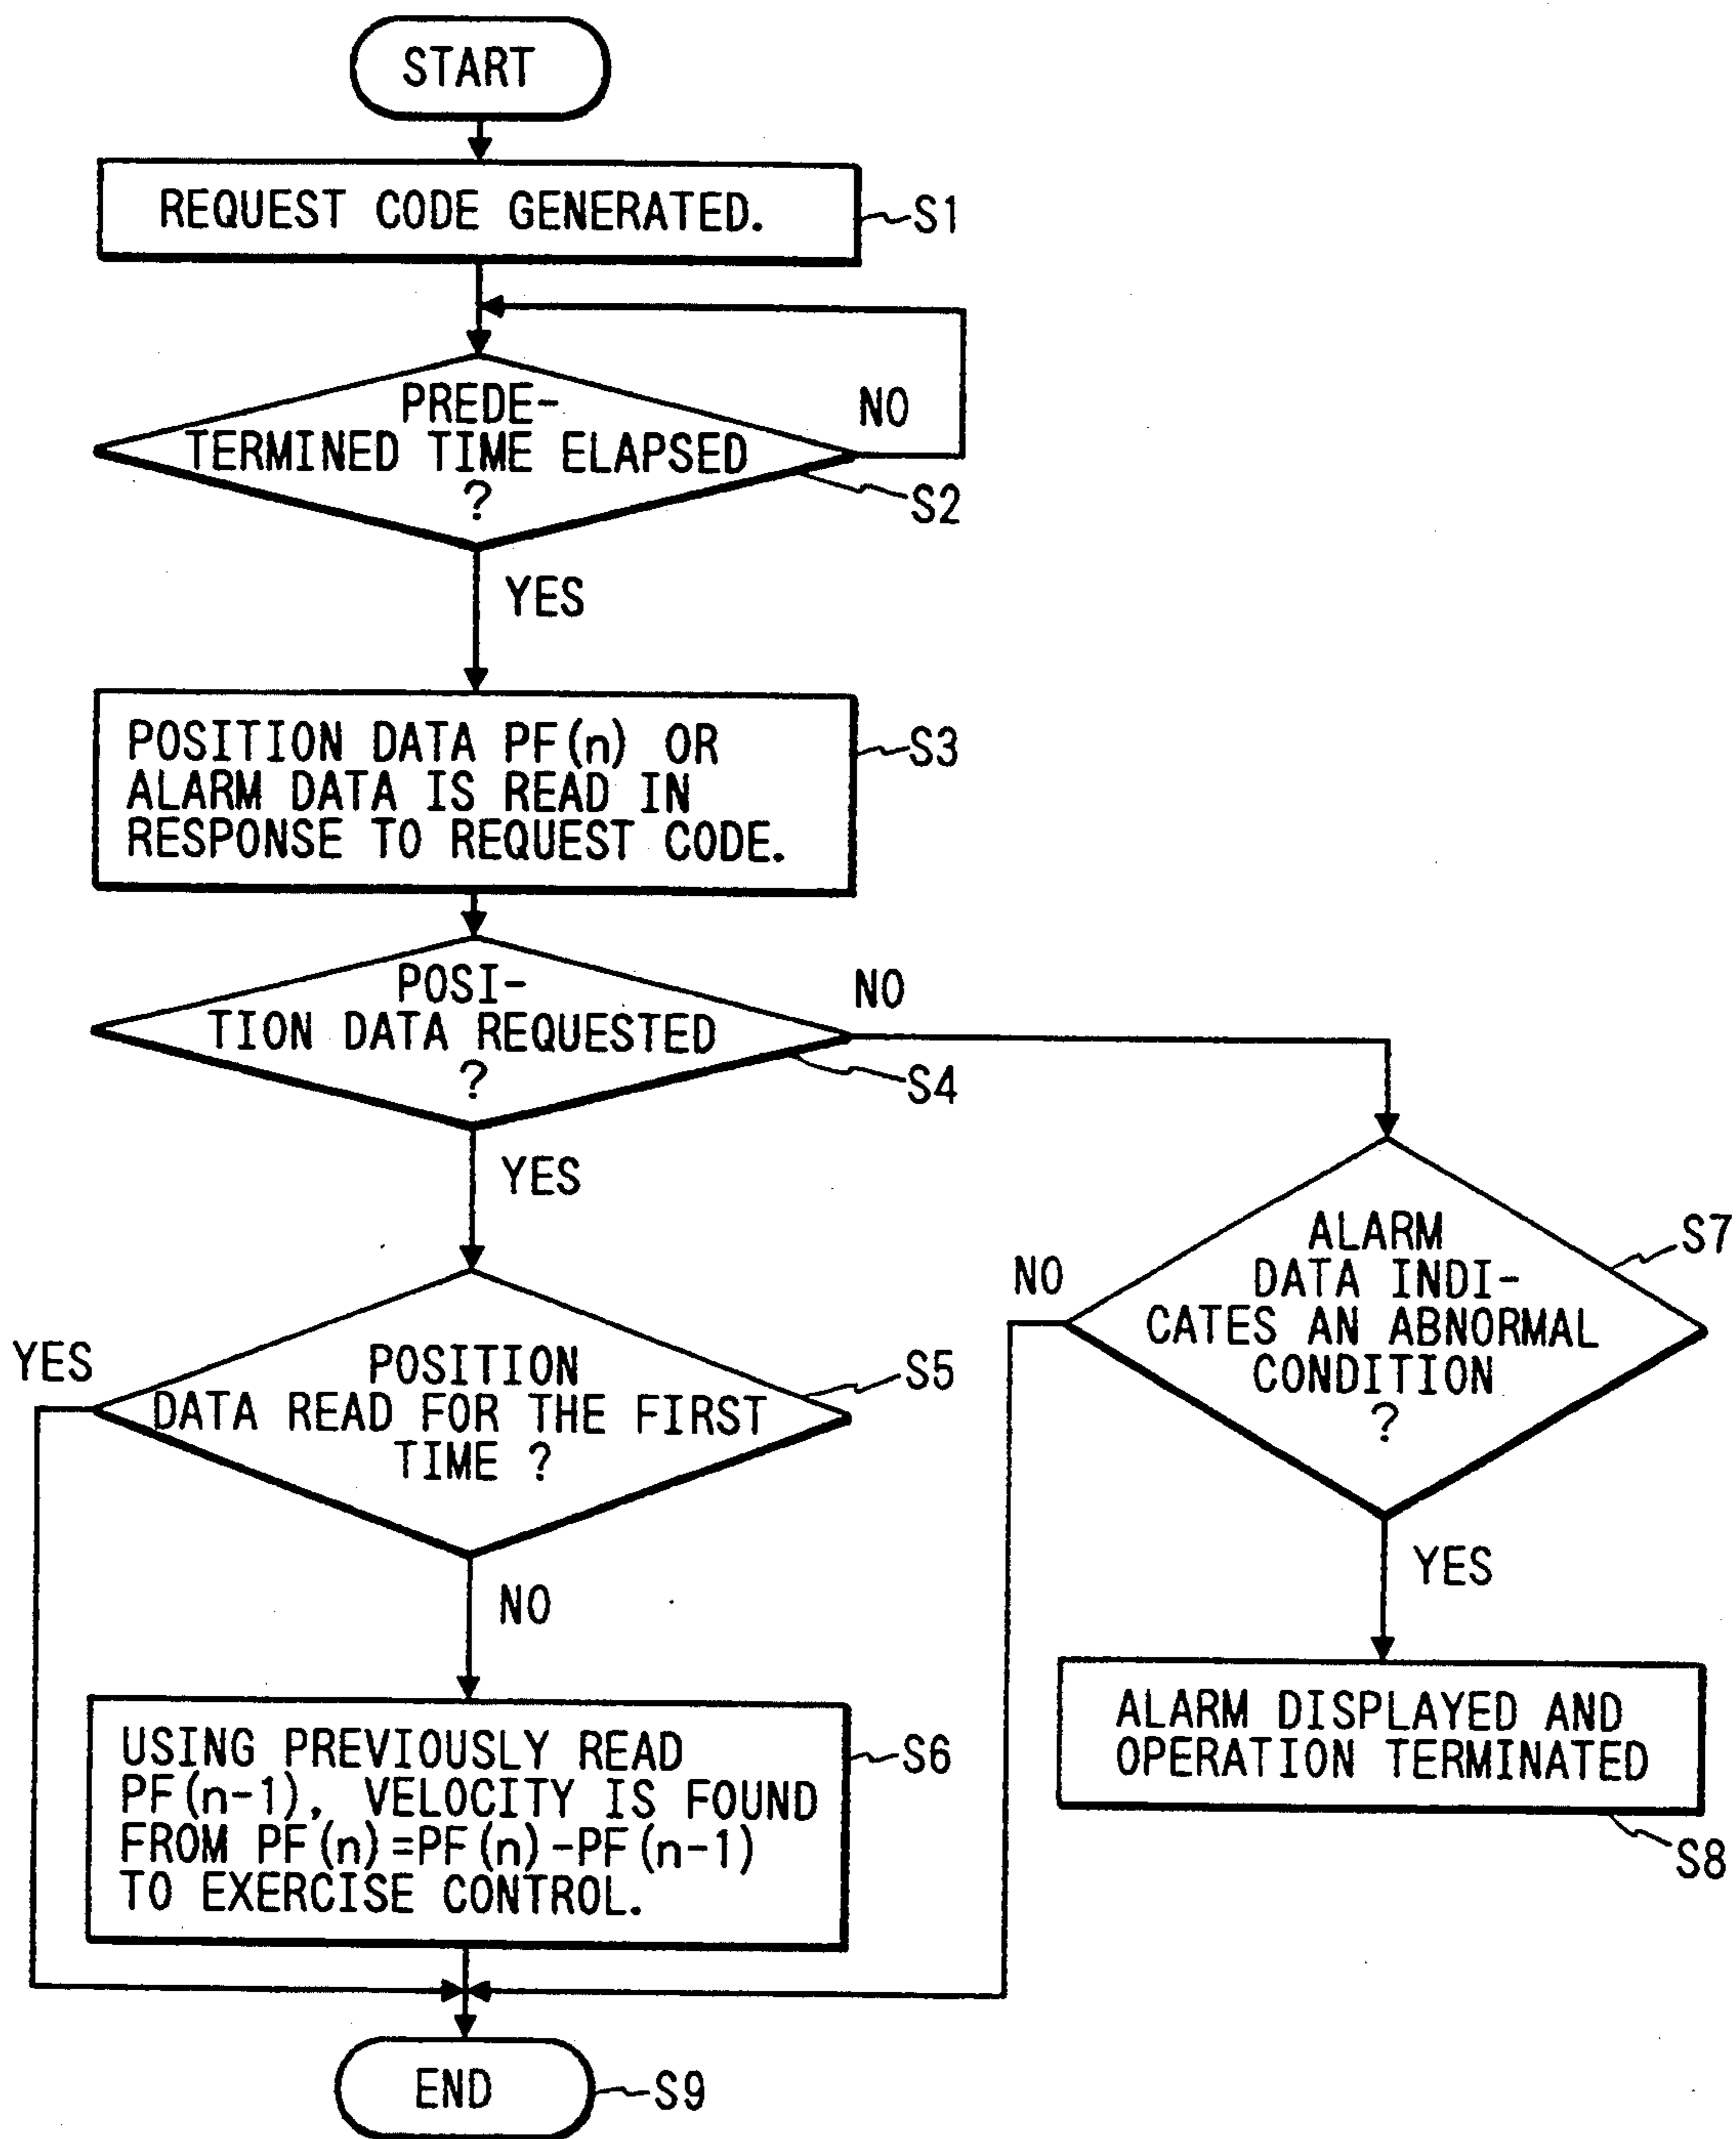 START
REQUEST CODE GENERATED.
S1
PREDE-
TERMINED TIME ELAPSED
?
NO
S2
YES
POSITION DATA PF(n) OR
ALARM DATA IS READ IN
RESPONSE TO REQUEST CODE.
S3
POSI-
TION DATA REQUESTED
?
NO
S4
YES
POSITION
DATA READ FOR THE FIRST
TIME ?
YES
S5
NO
USING PREVIOUSLY READ
PF(n-1), VELOCITY IS FOUND
FROM PF(n)=PF(n)-PF(n-1)
TO EXERCISE CONTROL.
S6
ALARM
DATA INDI-
CATES AN ABNORMAL
CONDITION
?
NO
S7
YES
ALARM DISPLAYED AND
OPERATION TERMINATED
S8
END
S9